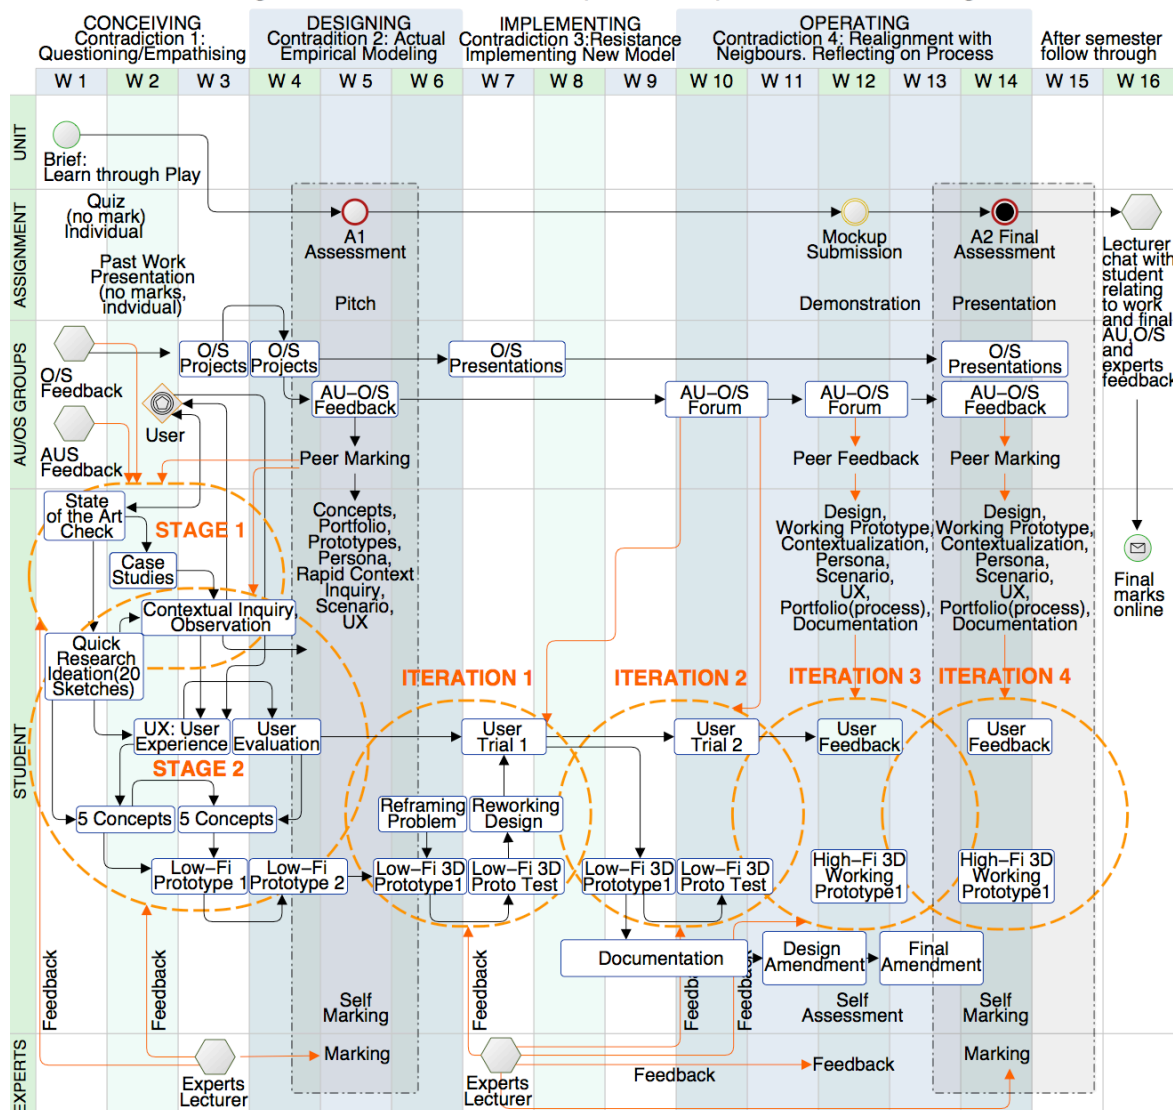 CONCEIVING
Contradiction 1:
Questioning/Empathising
DESIGNING
Contradition 2: Actual
Empirical Modeling
IMPLEMENTING
Contradiction 3:Resistance
Implementing New Model
OPERATING
Contradiction 4: Realignment with
Neigbours. Reflecting on Process
After semester
follow through
W 1
W 2
W 3
W 4
W 5
W 6
W 7
W 8
W 9
W 10
W 11
W 12
W 13
W 14
W 15
W 16
UNIT
Brief:
Learn through Play
ASSIGNMENT
Quiz
(no mark)
Individual
Past Work
Presentation
(no marks,
indvidual)
A1
Assessment
Pitch
Mockup
Submission
Demonstration
A2 Final
Assessment
Presentation
Lecturer
chat with
student
relating
to work
and final
AU,O/S
and
experts
feedback
AU/OS GROUPS
O/S
Feedback
AUS
Feedback
User
O/S
Projects
O/S
Projects
O/S
Presentations
O/S
Presentations
AU–O/S
Feedback
AU–O/S
Forum
AU–O/S
Forum
AU–O/S
Feedback
Peer Marking
Peer Feedback
Peer Marking
STUDENT
State
of the Art
Check
STAGE 1
Case
Studies
Contextual Inquiry,
Observation
Quick
Research
Ideation(20
Sketches)
Concepts,
Portfolio,
Prototypes,
Persona,
Rapid Context
Inquiry,
Scenario,
UX
Design,
Working Prototype,
Contextualization,
Persona,
Scenario,
UX,
Portfolio(process),
Documentation
Design,
Working Prototype,
Contextualization,
Persona,
Scenario,
UX,
Portfolio(process),
Documentation
Final
marks
online
ITERATION 1
ITERATION 2
ITERATION 3
ITERATION 4
UX: User
Experience
User
Evaluation
User
Trial 1
User
Trial 2
User
Feedback
User
Feedback
STAGE 2
5 Concepts
5 Concepts
Reframing
Problem
Reworking
Design
Low–Fi
Prototype 1
Low–Fi
Prototype 2
Low–Fi 3D
Prototype1
Low–Fi 3D
Proto Test
Low–Fi 3D
Prototype1
Low–Fi 3D
Proto Test
High–Fi 3D
Working
Prototype1
High–Fi 3D
Working
Prototype1
Documentation
Design
Amendment
Final
Amendment
Feedback
Feedback
Feedback
Feedback
Feedback
Self
Marking
Self
Assessment
Self
Marking
EXPERTS
Experts
Lecturer
Marking
Experts
Lecturer
Feedback
Feedback
Marking